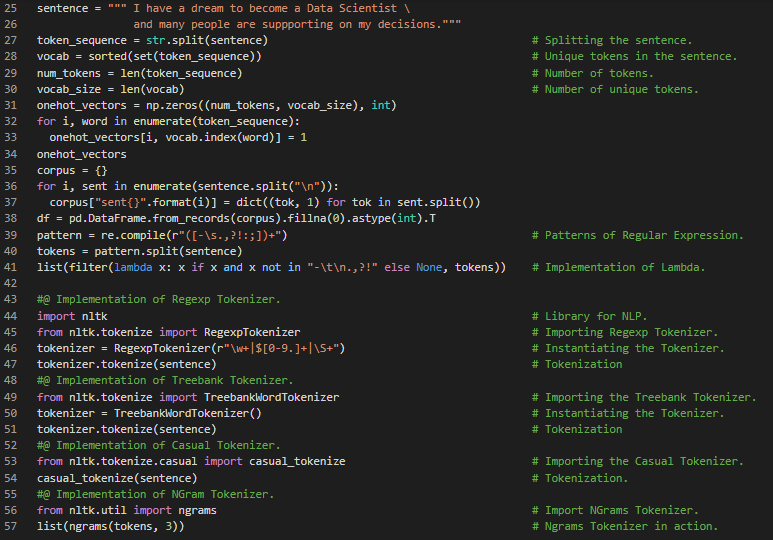 25 sentence = """ I have a dream to become a Data Scientist \
26                and many people are suppporting on my decisions."""
27 token_sequence = str.split(sentence)                                        # Splitting the sentence.
28 vocab = sorted(set(token_sequence))                                         # Unique tokens in the sentence.
29 num_tokens = len(token_sequence)                                            # Number of tokens.
30 vocab_size = len(vocab)                                                     # Number of unique tokens.
31 onehot_vectors = np.zeros((num_tokens, vocab_size), int)
32 for i, word in enumerate(token_sequence):
33   onehot_vectors[i, vocab.index(word)] = 1
34 onehot_vectors
35 corpus = {}
36 for i, sent in enumerate(sentence.split("\n")):
37   corpus["sent{}".format(i)] = dict((tok, 1) for tok in sent.split())
38 df = pd.DataFrame.from_records(corpus).fillna(0).astype(int).T
39 pattern = re.compile(r"([-\s.,?!:;])+")                                     # Patterns of Regular Expression.
40 tokens = pattern.split(sentence)
41 list(filter(lambda x: x if x and x not in "-\t\n.,?!" else None, tokens))   # Implementation of Lambda.
42
43 #@ Implementation of Regexp Tokenizer.
44 import nltk                                                                 # Library for NLP.
45 from nltk.tokenize import RegexpTokenizer                                   # Importing Regexp Tokenizer.
46 tokenizer = RegexpTokenizer(r"\w+|$[0-9.]+|\S+")                            # Instantiating the Tokenizer.
47 tokenizer.tokenize(sentence)                                                # Tokenization
48 #@ Implementation of Treebank Tokenizer.
49 from nltk.tokenize import TreebankWordTokenizer                             # Importing the Treebank Tokenizer.
50 tokenizer = TreebankWordTokenizer()                                         # Instantiating the Tokenizer.
51 tokenizer.tokenize(sentence)                                                # Tokenization
52 #@ Implementation of Casual Tokenizer.
53 from nltk.tokenize.casual import casual_tokenize                            # Importing the Casual Tokenizer.
54 casual_tokenize(sentence)                                                   # Tokenization.
55 #@ Implementation of NGram Tokenizer.
56 from nltk.util import ngrams                                                # Import NGrams Tokenizer.
57 list(ngrams(tokens, 3))                                                     # Ngrams Tokenizer in action.